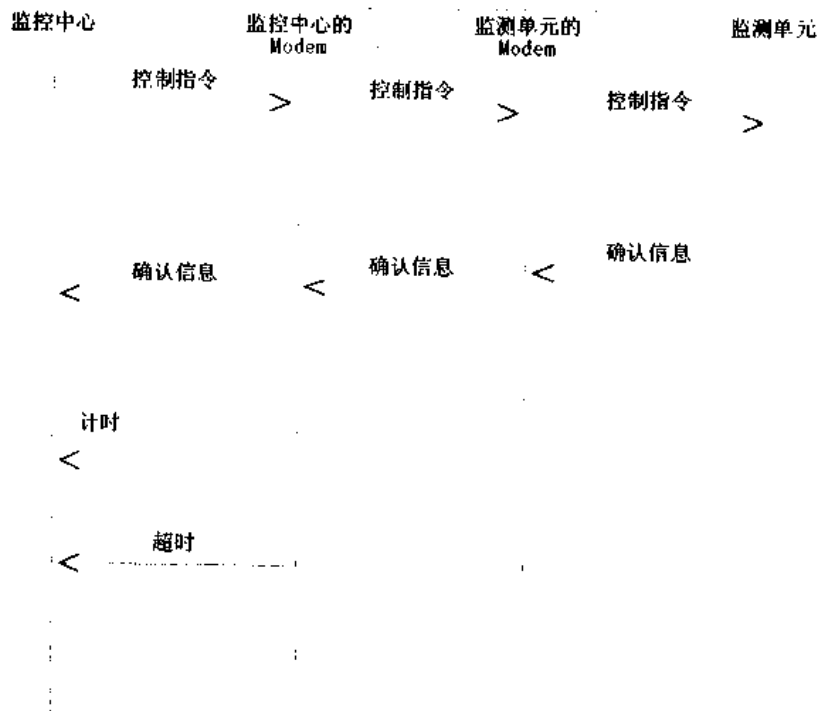 监控中心
监控中心的
Modem
监测单元的
Modem
监测单元
控制指令
控制指令
控制指令
确认信息
确认信息
确认信息
计时
超时